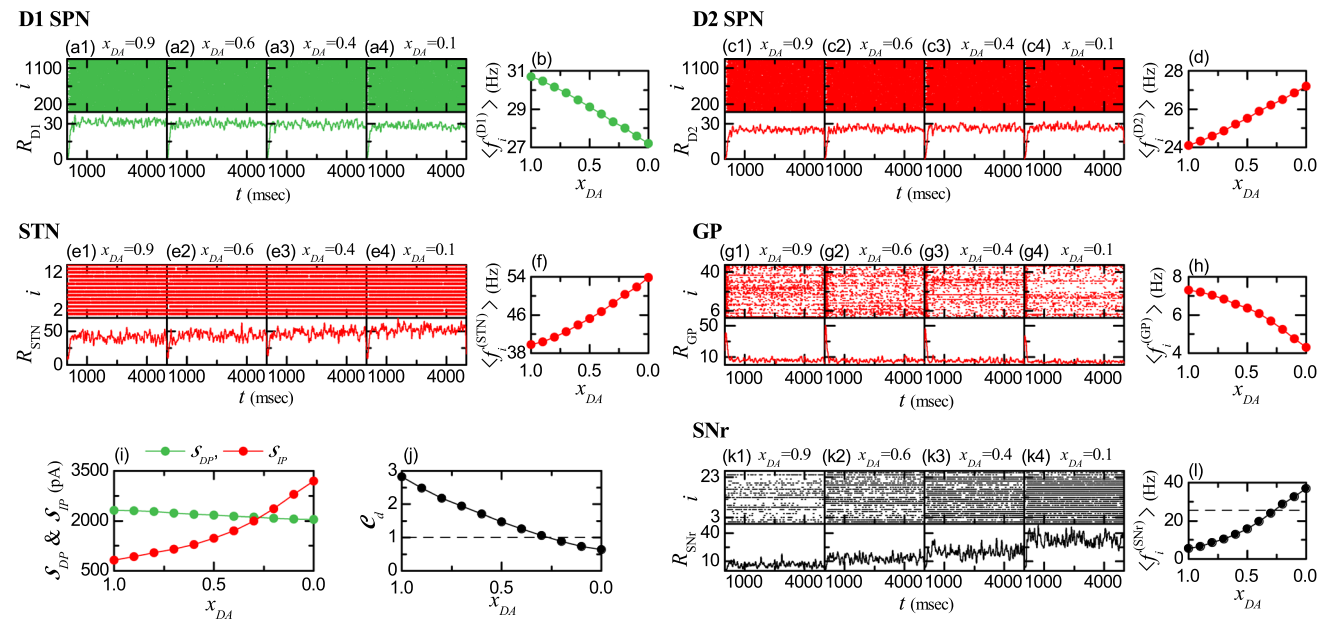 D1 SPN
D2 SPN
(a1) x_DA=0.9 (a2) x_DA=0.6 (a3) x_DA=0.4 (a4) x_DA=0.1
1100
i
200
30
R_D1
0
1000 4000 1000 4000 1000 4000 1000 4000
t (msec)
(b)
31
29
27
⟨f_i^(D1)⟩ (Hz)
1.0 0.5 0.0
x_DA
(c1) x_DA=0.9 (c2) x_DA=0.6 (c3) x_DA=0.4 (c4) x_DA=0.1
1100
i
200
30
R_D2
0
1000 4000 1000 4000 1000 4000 1000 4000
t (msec)
(d)
28
26
24
⟨f_i^(D2)⟩ (Hz)
1.0 0.5 0.0
x_DA
STN
GP
(e1) x_DA=0.9 (e2) x_DA=0.6 (e3) x_DA=0.4 (e4) x_DA=0.1
12
i
2
50
R_STN
0
1000 4000 1000 4000 1000 4000 1000 4000
t (msec)
(f)
54
46
38
⟨f_i^(STN)⟩ (Hz)
1.0 0.5 0.0
x_DA
(g1) x_DA=0.9 (g2) x_DA=0.6 (g3) x_DA=0.4 (g4) x_DA=0.1
40
i
6
50
R_GP
10
1000 4000 1000 4000 1000 4000 1000 4000
t (msec)
(h)
8
6
4
⟨f_i^(GP)⟩ (Hz)
1.0 0.5 0.0
x_DA
SNr
(i) S_DP, S_IP
3500
2000
500
S_DP & S_IP (pA)
1.0 0.5 0.0
x_DA
(j)
3
2
1
0
C_d
1.0 0.5 0.0
x_DA
(k1) x_DA=0.9 (k2) x_DA=0.6 (k3) x_DA=0.4 (k4) x_DA=0.1
23
i
3
40
R_SNr
10
1000 4000 1000 4000 1000 4000 1000 4000
t (msec)
(l)
40
20
0
⟨f_i^(SNr)⟩ (Hz)
1.0 0.5 0.0
x_DA